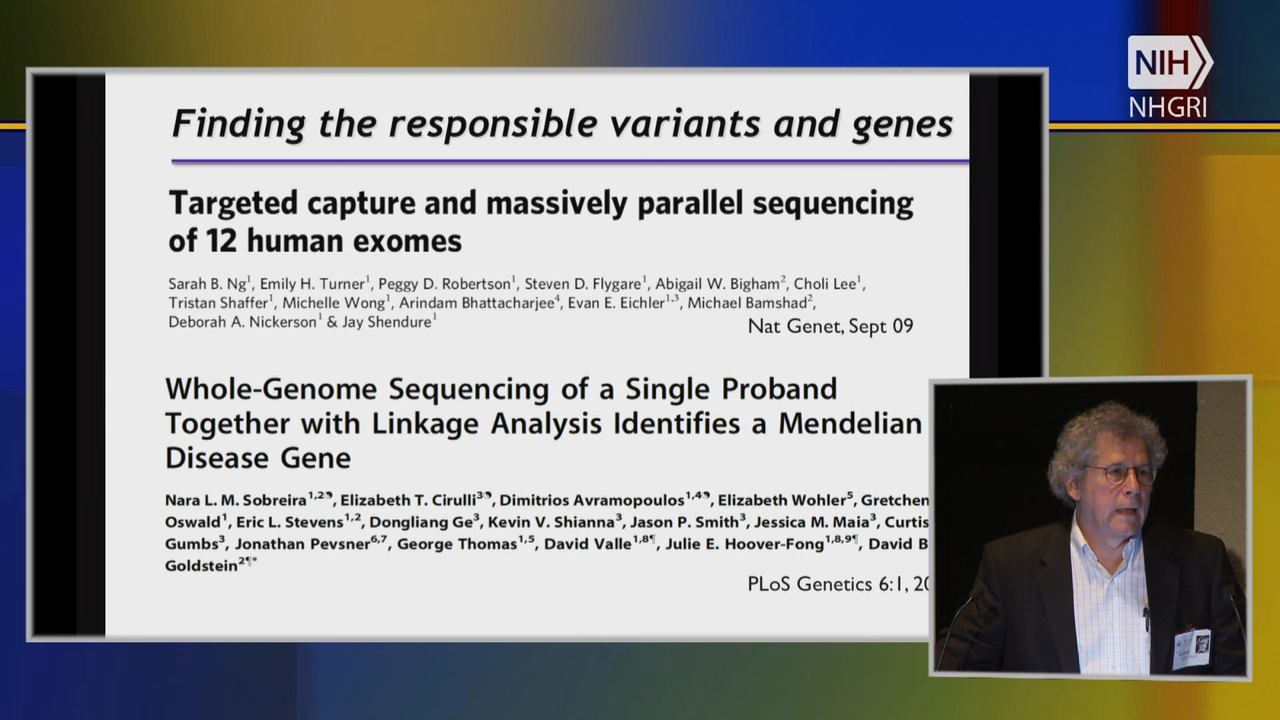 NIH
NHGRI
Finding the responsible variants and genes
Targeted capture and massively parallel sequencing
of 12 human exomes
Sarah B. Ng¹, Emily H. Turner¹, Peggy D. Robertson¹, Steven D. Flygare¹, Abigail W. Bigham², Choli Lee¹,
Tristan Shaffer¹, Michelle Wong¹, Arindam Bhattacharjee⁴, Evan E. Eichler¹,³, Michael Bamshad²,
Deborah A. Nickerson¹ & Jay Shendure¹
Nat Genet, Sept 09
Whole-Genome Sequencing of a Single Proband
Together with Linkage Analysis Identifies a Mendelian
Disease Gene
Nara L. M. Sobreira¹,²⁹, Elizabeth T. Cirulli³⁹, Dimitrios Avramopoulos¹,⁴⁹, Elizabeth Wohler⁵, Gretchen
Oswald¹, Eric L. Stevens¹,², Dongliang Ge³, Kevin V. Shianna³, Jason P. Smith³, Jessica M. Maia³, Curtis
Gumbs³, Jonathan Pevsner⁶,⁷, George Thomas¹,⁵, David Valle¹,⁸¶, Julie E. Hoover-Fong¹,⁸,⁹¶, David B
Goldstein²¶*
PLoS Genetics 6:1, 20